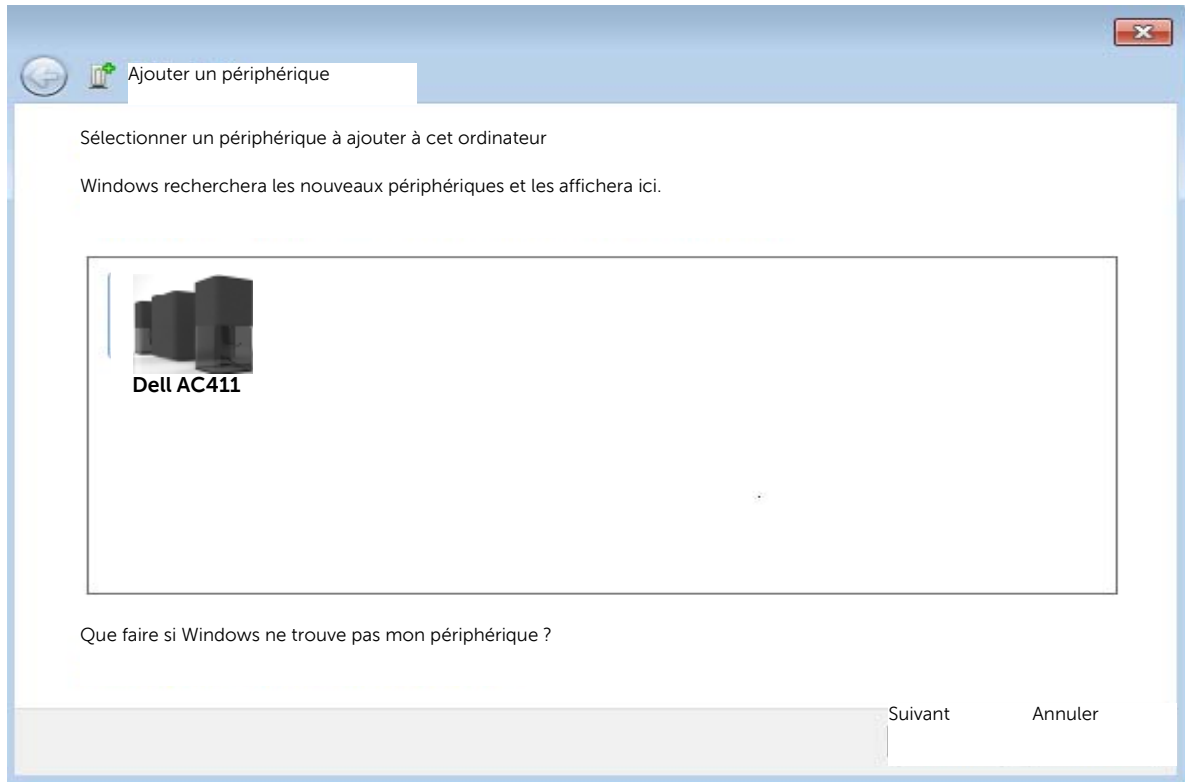 Ajouter un périphérique
Sélectionner un périphérique à ajouter à cet ordinateur
Windows recherchera les nouveaux périphériques et les affichera ici.
Dell AC411
Que faire si Windows ne trouve pas mon périphérique ?
Suivant Annuler